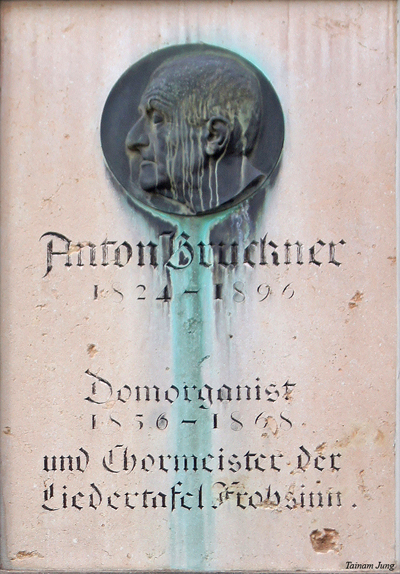 Anton Bruckner
1824-1896
Domorganist
1856-1868
und Chormeister der
Liedertafel Frohsinn.
Tainam Jung